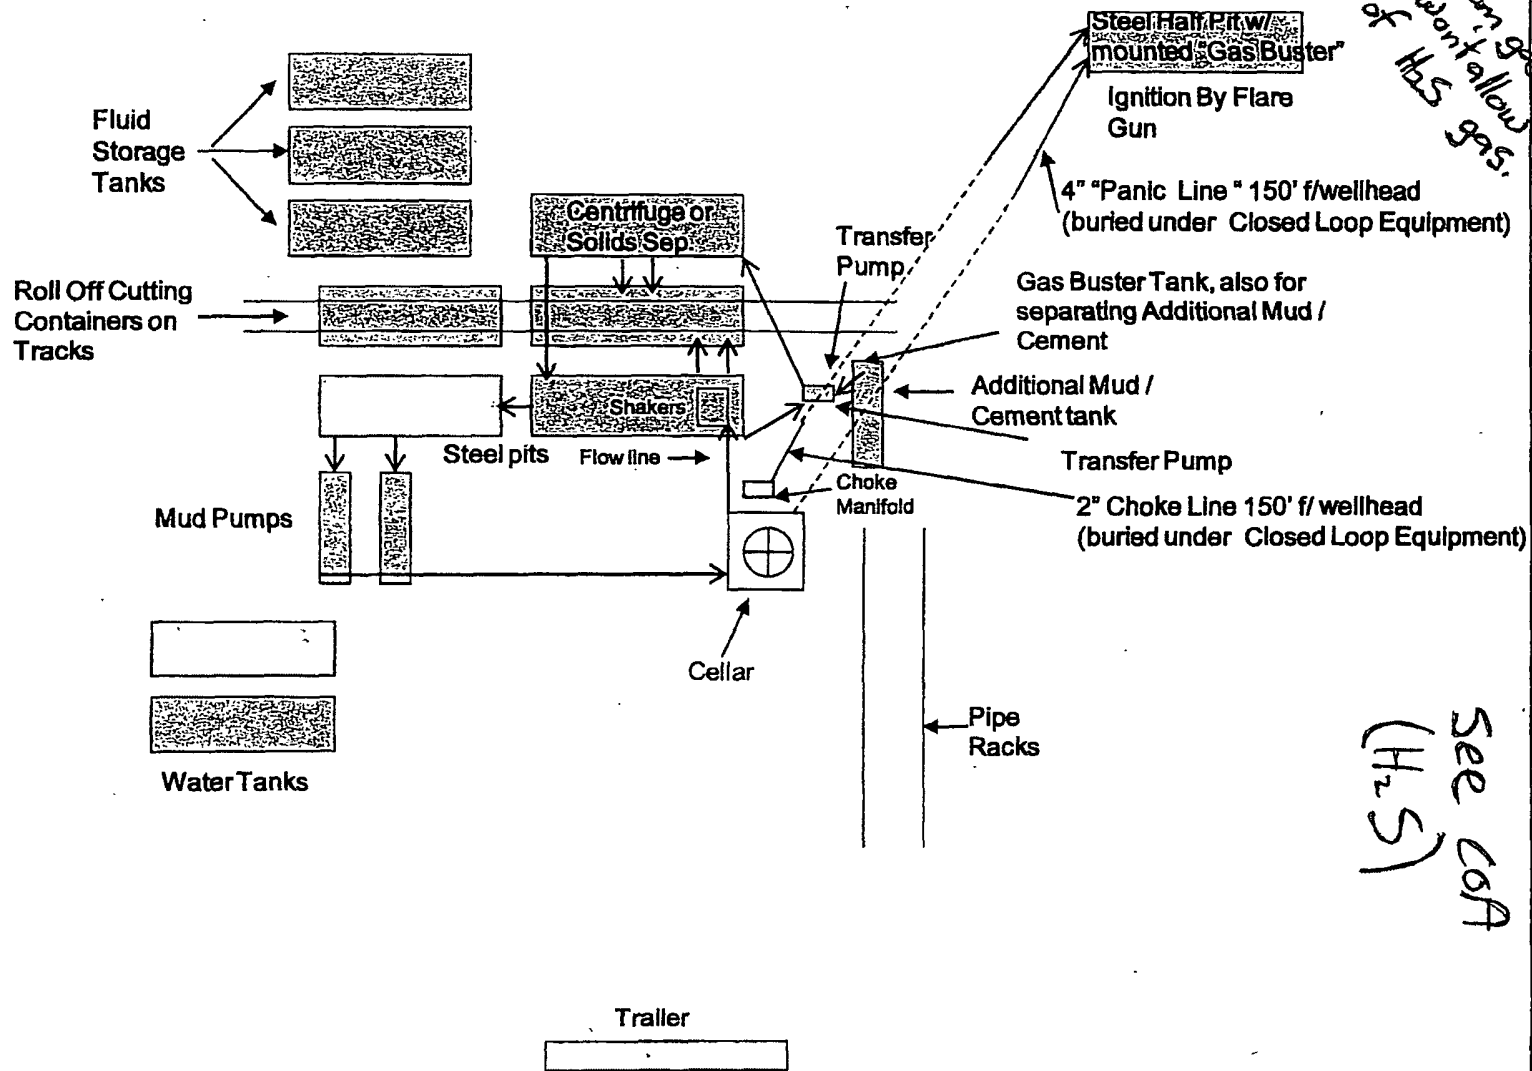 Steel Half Pit w/
mounted "Gas Buster"
Ignition By Flare
Gun
wont allow
of H2S gas.
Fluid
Storage
Tanks
4" "Panic Line " 150' f/wellhead
(buried under Closed Loop Equipment)
Centrifuge or
Solids Sep.
Transfer
Pump
Gas Buster Tank, also for
separating Additional Mud /
Cement
Roll Off Cutting
Containers on
Tracks
Additional Mud /
Cement tank
Shakers
Steel pits
Flow line
Transfer Pump
Choke
Manifold
2" Choke Line 150' f/ wellhead
(buried under Closed Loop Equipment)
Mud Pumps
Cellar
Pipe
Racks
Water Tanks
See COA
(H2S)
Trailer